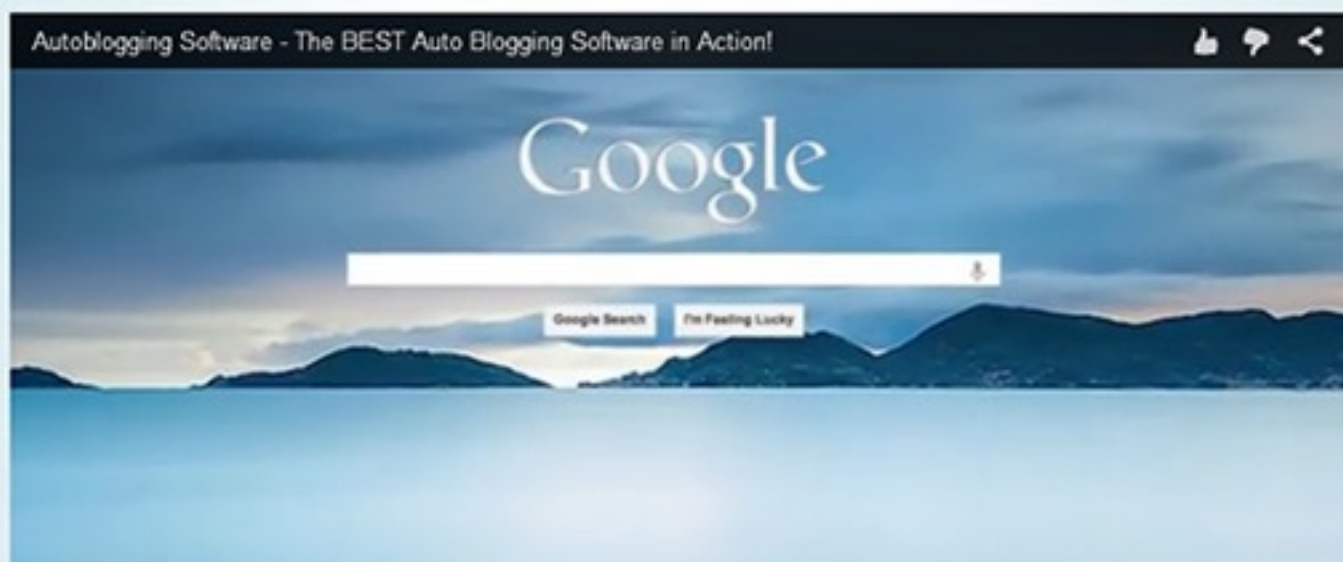 Autoblogging Software - The BEST Auto Blogging Software in Action!
Google
Google Search
I'm Feeling Lucky